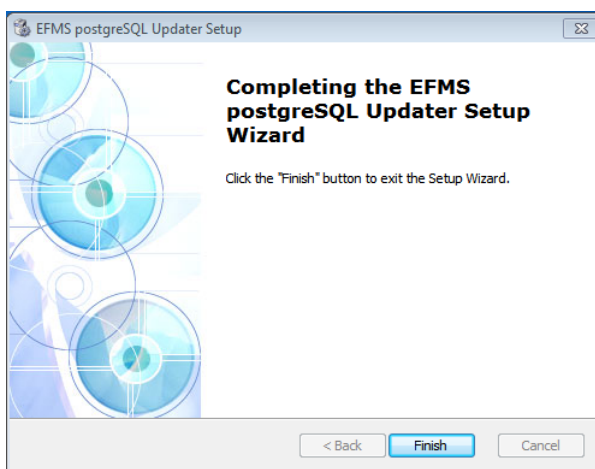 EFMS postgreSQL Updater Setup
Completing the EFMS
postgreSQL Updater Setup
Wizard
Click the "Finish" button to exit the Setup Wizard.
< Back
Finish
Cancel